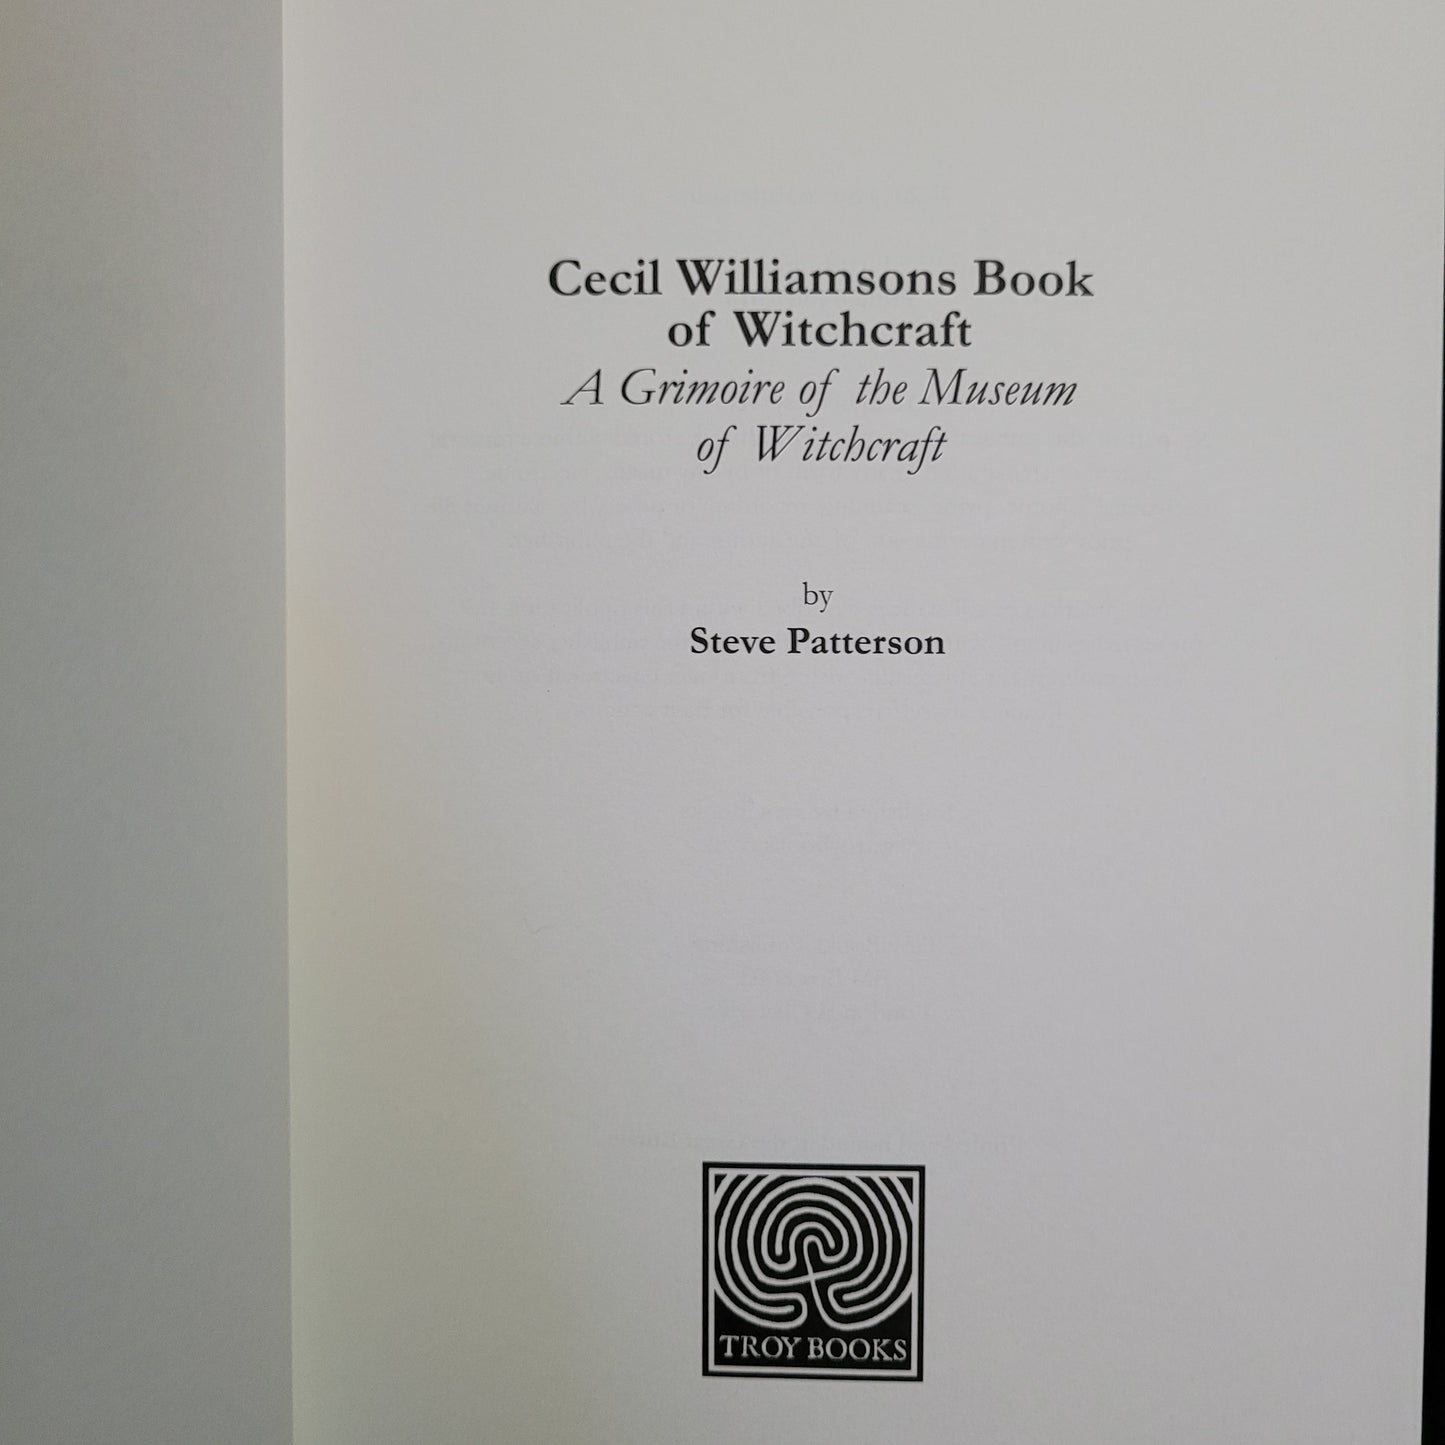 Cecil Williamsons Book
of Witchcraft
A Grimoire of the Museum
of Witchcraft
by
Steve Patterson
TROY BOOKS